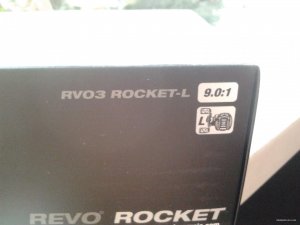 RVO3 ROCKET-L 9.0:1
L
REVO® ROCKET